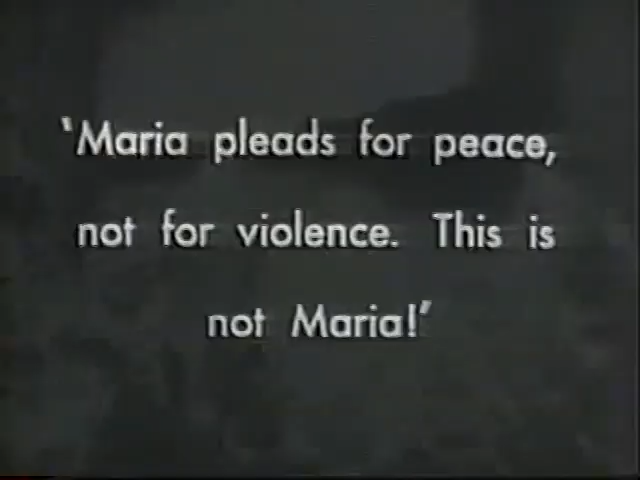 ‘Maria pleads for peace,
not for violence. This is
not Maria!’